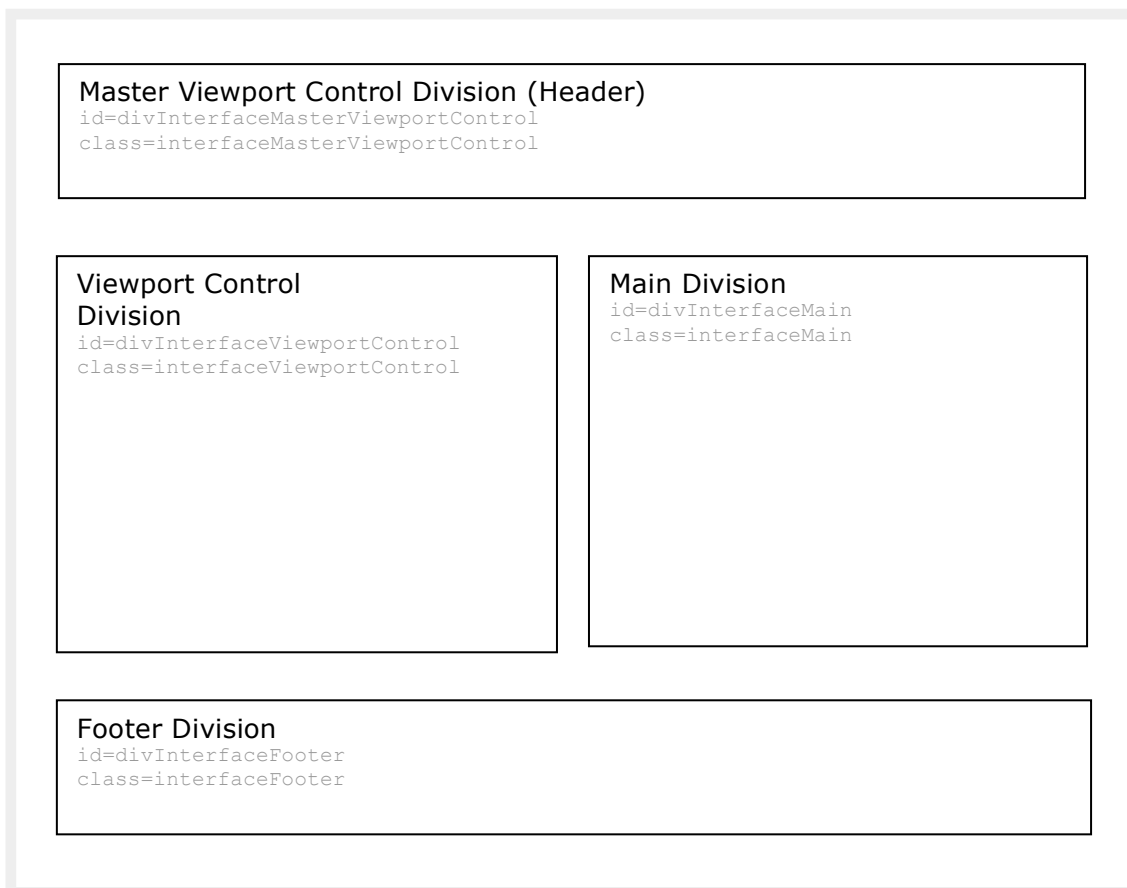 Master Viewport Control Division (Header)
id=divInterfaceMasterViewportControl
class=interfaceMasterViewportControl
Viewport Control
Division
id=divInterfaceViewportControl
class=interfaceViewportControl
Main Division
id=divInterfaceMain
class=interfaceMain
Footer Division
id=divInterfaceFooter
class=interfaceFooter